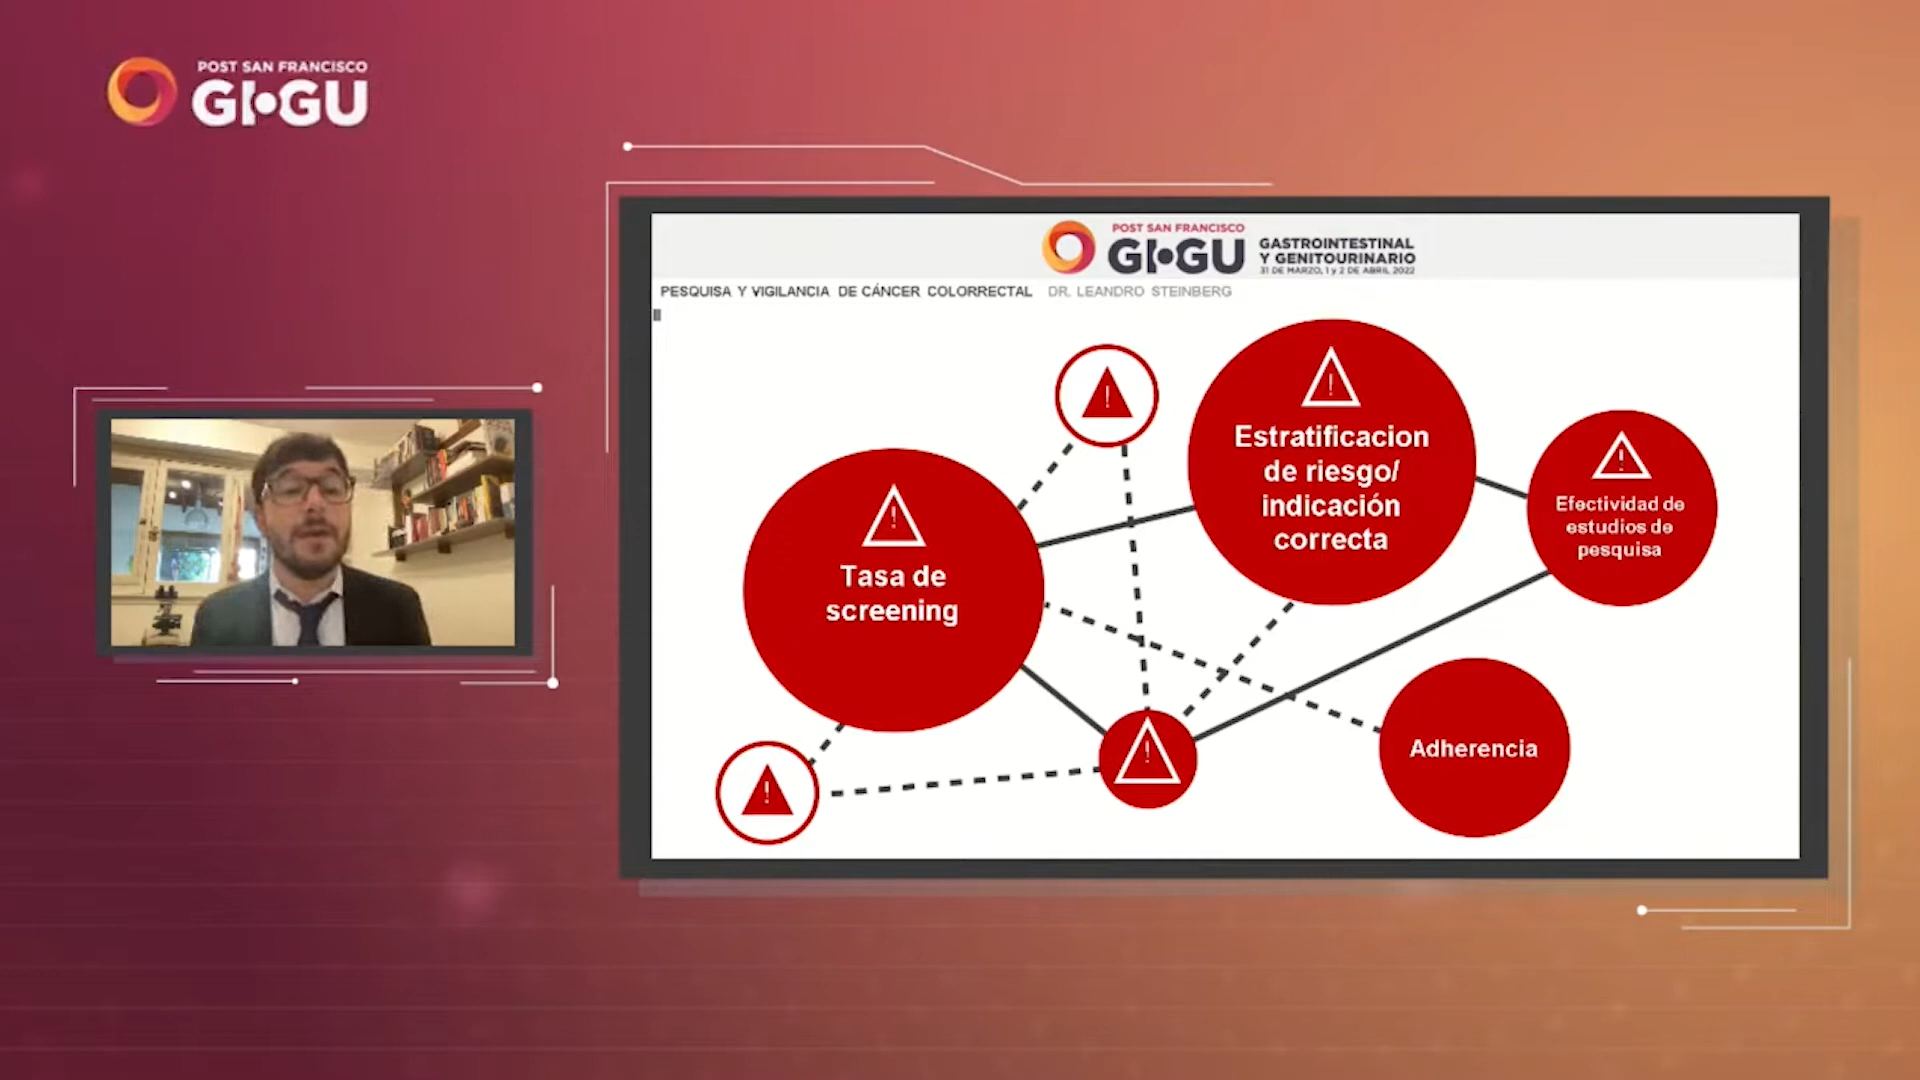 POST SAN FRANCISCO
GI•GU
POST SAN FRANCISCO
GI•GU
GASTROINTESTINAL
Y GENITOURINARIO
31 DE MARZO, 1 y 2 DE ABRIL 2022
PESQUISA Y VIGILANCIA DE CÁNCER COLORRECTAL DR. LEANDRO STEINBERG
!
!
Estratificacion
de riesgo/
indicación
correcta
!
Efectividad de
estudios de
pesquisa
!
Tasa de
screening
!
!
Adherencia